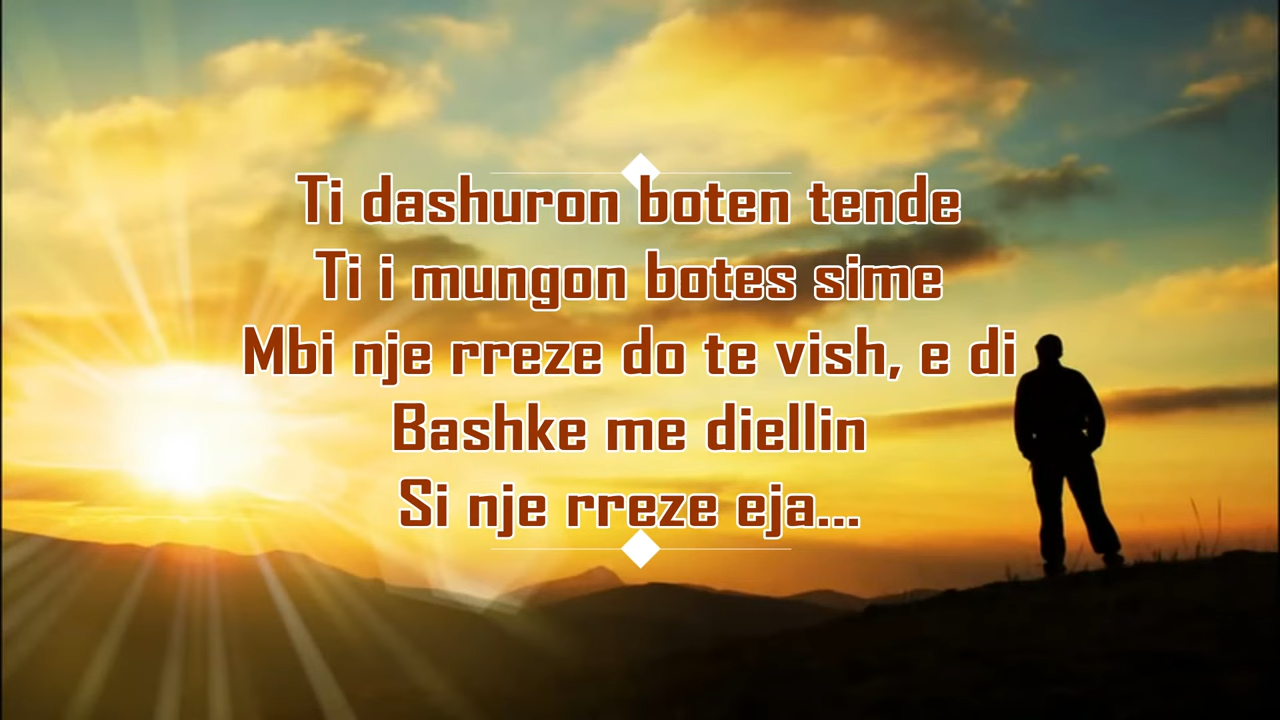 Ti dashuron boten tende
Ti i mungon botes sime
Mbi nje rreze do te vish, e di
Bashke me diellin
Si nje rreze eja...